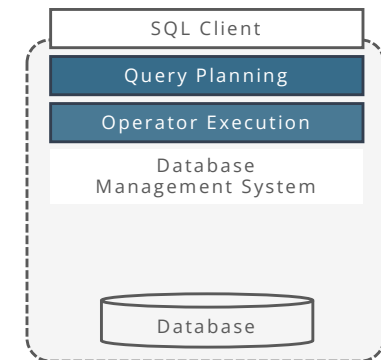 SQL Client
Query Planning
Operator Execution
Database
Management System
Database